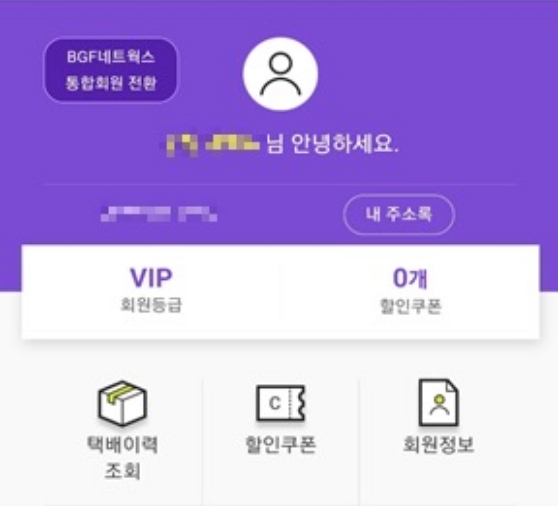 BGF네트웍스
통합회원 전환
님 안녕하세요.
내 주소록
VIP
0개
회원등급
할인쿠폰
C
택배이력
조회
할인쿠폰
회원정보